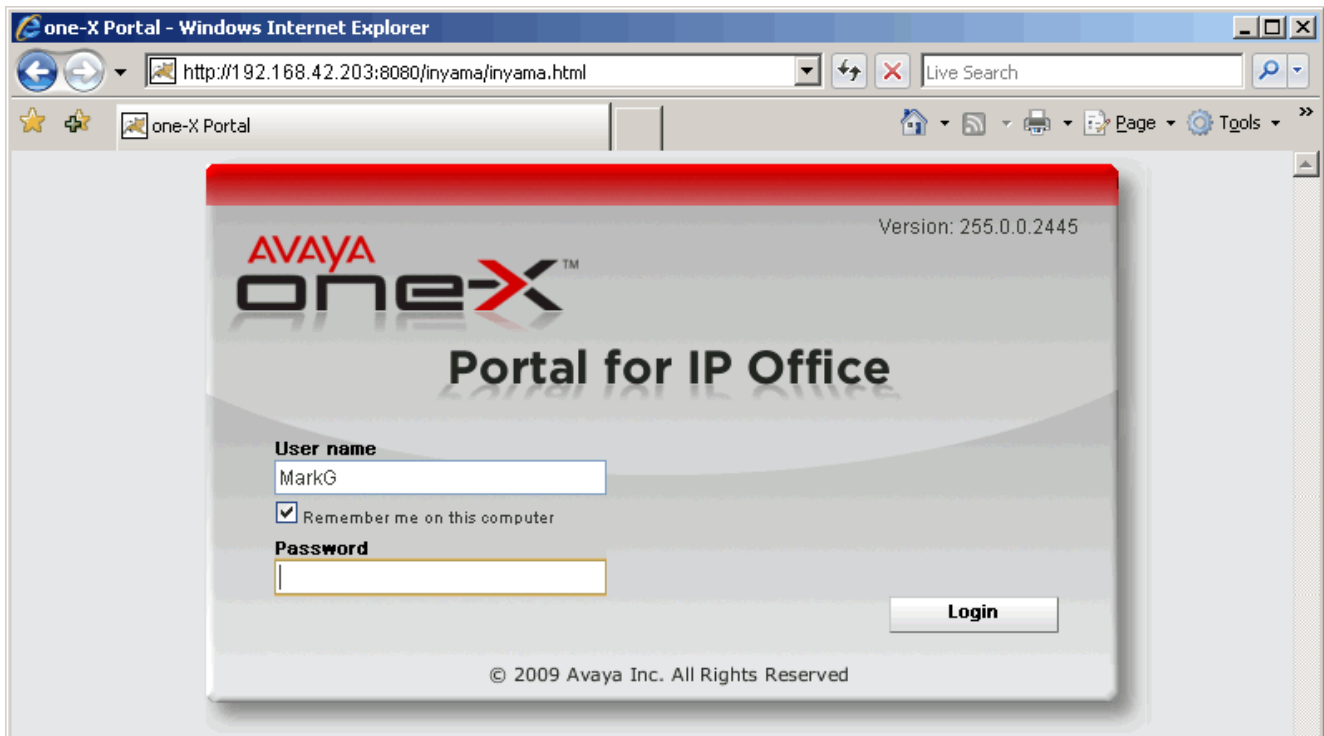 one-X Portal - Windows Internet Explorer
http://192.168.42.203:8080/inyama/inyama.html
Live Search
one-X Portal
Page
Tools
Version: 255.0.0.2445
AVAYA
one-X™
Portal for IP Office
User name
MarkG
Remember me on this computer
Password
Login
© 2009 Avaya Inc. All Rights Reserved